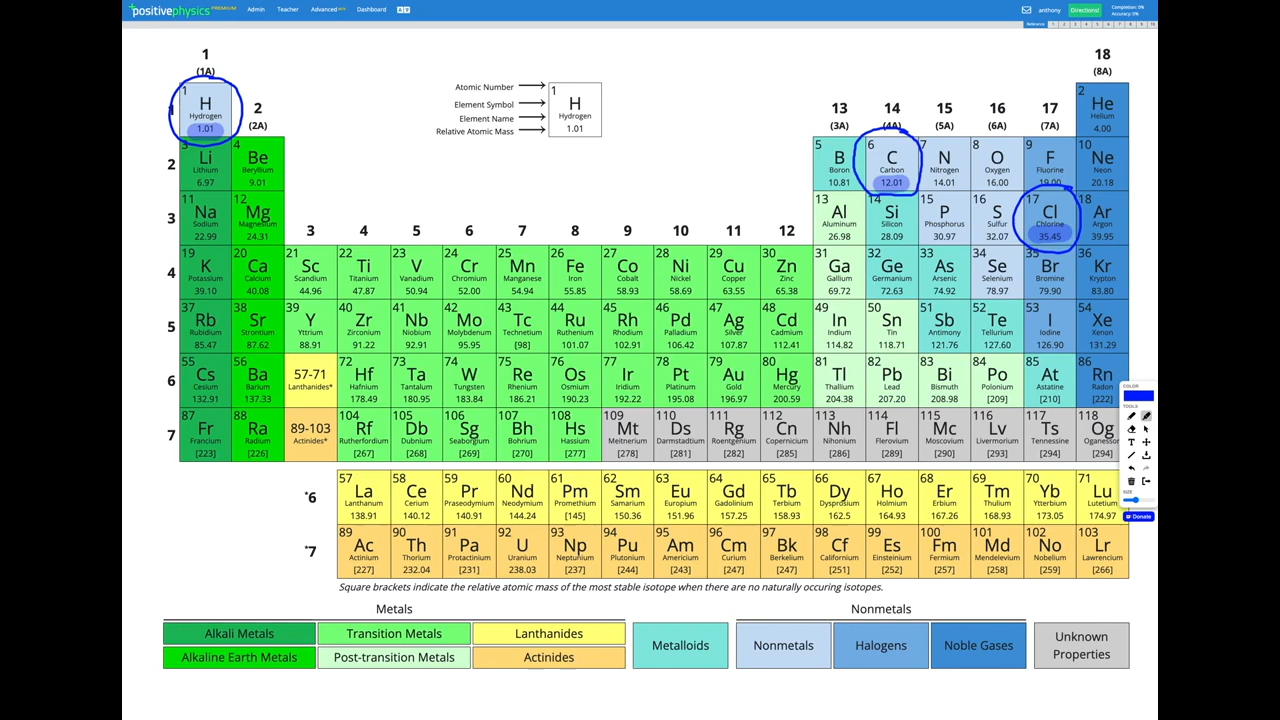 +positivephysics PREMIUM Admin Teacher Advanced NEW Dashboard anthony Directions! Completion: 0%
Accuracy: 0%
Reference 1 2 3 4 5 6 7 8 9 10
1 18
(1A) (8A)
Atomic Number 1
Element Symbol H
Element Name Hydrogen
Relative Atomic Mass 1.01
1 2
1 H He
Hydrogen Helium
1.01 4.00
2 13 14 15 16 17
(2A) (3A) (4A) (5A) (6A) (7A)
3 4 5 6 7 8 9 10
2 Li Be B C N O F Ne
Lithium Beryllium Boron Carbon Nitrogen Oxygen Fluorine Neon
6.97 9.01 10.81 12.01 14.01 16.00 19.00 20.18
11 12 13 14 15 16 17 18
3 Na Mg Al Si P S Cl Ar
Sodium Magnesium Aluminum Silicon Phosphorus Sulfur Chlorine Argon
22.99 24.31 26.98 28.09 30.97 32.07 35.45 39.95
3 4 5 6 7 8 9 10 11 12
19 20 21 22 23 24 25 26 27 28 29 30 31 32 33 34 35 36
4 K Ca Sc Ti V Cr Mn Fe Co Ni Cu Zn Ga Ge As Se Br Kr
Potassium Calcium Scandium Titanium Vanadium Chromium Manganese Iron Cobalt Nickel Copper Zinc Gallium Germanium Arsenic Selenium Bromine Krypton
39.10 40.08 44.96 47.87 50.94 52.00 54.94 55.85 58.93 58.69 63.55 65.38 69.72 72.63 74.92 78.97 79.90 83.80
37 38 39 40 41 42 43 44 45 46 47 48 49 50 51 52 53 54
5 Rb Sr Y Zr Nb Mo Tc Ru Rh Pd Ag Cd In Sn Sb Te I Xe
Rubidium Strontium Yttrium Zirconium Niobium Molybdenum Technetium Ruthenium Rhodium Palladium Silver Cadmium Indium Tin Antimony Tellurium Iodine Xenon
85.47 87.62 88.91 91.22 92.91 95.95 [98] 101.07 102.91 106.42 107.87 112.41 114.82 118.71 121.76 127.60 126.90 131.29
55 56 72 73 74 75 76 77 78 79 80 81 82 83 84 85 86
6 Cs Ba 57-71 Hf Ta W Re Os Ir Pt Au Hg Tl Pb Bi Po At Rn
Cesium Barium Lanthanides* Hafnium Tantalum Tungsten Rhenium Osmium Iridium Platinum Gold Mercury Thallium Lead Bismuth Polonium Astatine Radon
132.91 137.33 178.49 180.95 183.84 186.21 190.23 192.22 195.08 196.97 200.59 204.38 207.20 208.98 [209] [210] [222]
87 88 104 105 106 107 108 109 110 111 112 113 114 115 116 117 118
7 Fr Ra 89-103 Rf Db Sg Bh Hs Mt Ds Rg Cn Nh Fl Mc Lv Ts Og
Francium Radium Actinides* Rutherfordium Dubnium Seaborgium Bohrium Hassium Meitnerium Darmstadtium Roentgenium Copernicium Nihonium Flerovium Moscovium Livermorium Tennessine
[223] [226] [267] [268] [269] [270] [277] [278] [281] [282] [285] [286] [289] [290] [293] [294] [294]
57 58 59 60 61 62 63 64 65 66 67 68 69 70 71
*6 La Ce Pr Nd Pm Sm Eu Gd Tb Dy Ho Er Tm Yb Lu
Lanthanum Cerium Praseodymium Neodymium Promethium Samarium Europium Gadolinium Terbium Dysprosium Holmium Erbium Thulium Ytterbium Lutetium
138.91 140.12 140.91 144.24 [145] 150.36 151.96 157.25 158.93 162.5 164.93 167.26 168.93 173.05 174.97
89 90 91 92 93 94 95 96 97 98 99 100 101 102 103
*7 Ac Th Pa U Np Pu Am Cm Bk Cf Es Fm Md No Lr
Actinium Thorium Protactinium Uranium Neptunium Plutonium Americium Curium Berkelium Californium Einsteinium Fermium Mendelevium Nobelium Lawrencium
[227] 232.04 [231] 238.03 [237] [244] [243] [247] [247] [251] [252] [257] [258] [259] [266]
Square brackets indicate the relative atomic mass of the most stable isotope when there are no naturally occuring isotopes.
Metals Nonmetals
Alkali Metals Transition Metals Lanthanides Metalloids Nonmetals Halogens Noble Gases Unknown Properties
Alkaline Earth Metals Post-transition Metals Actinides
COLOR
TOOLS
T
SIZE
Donate